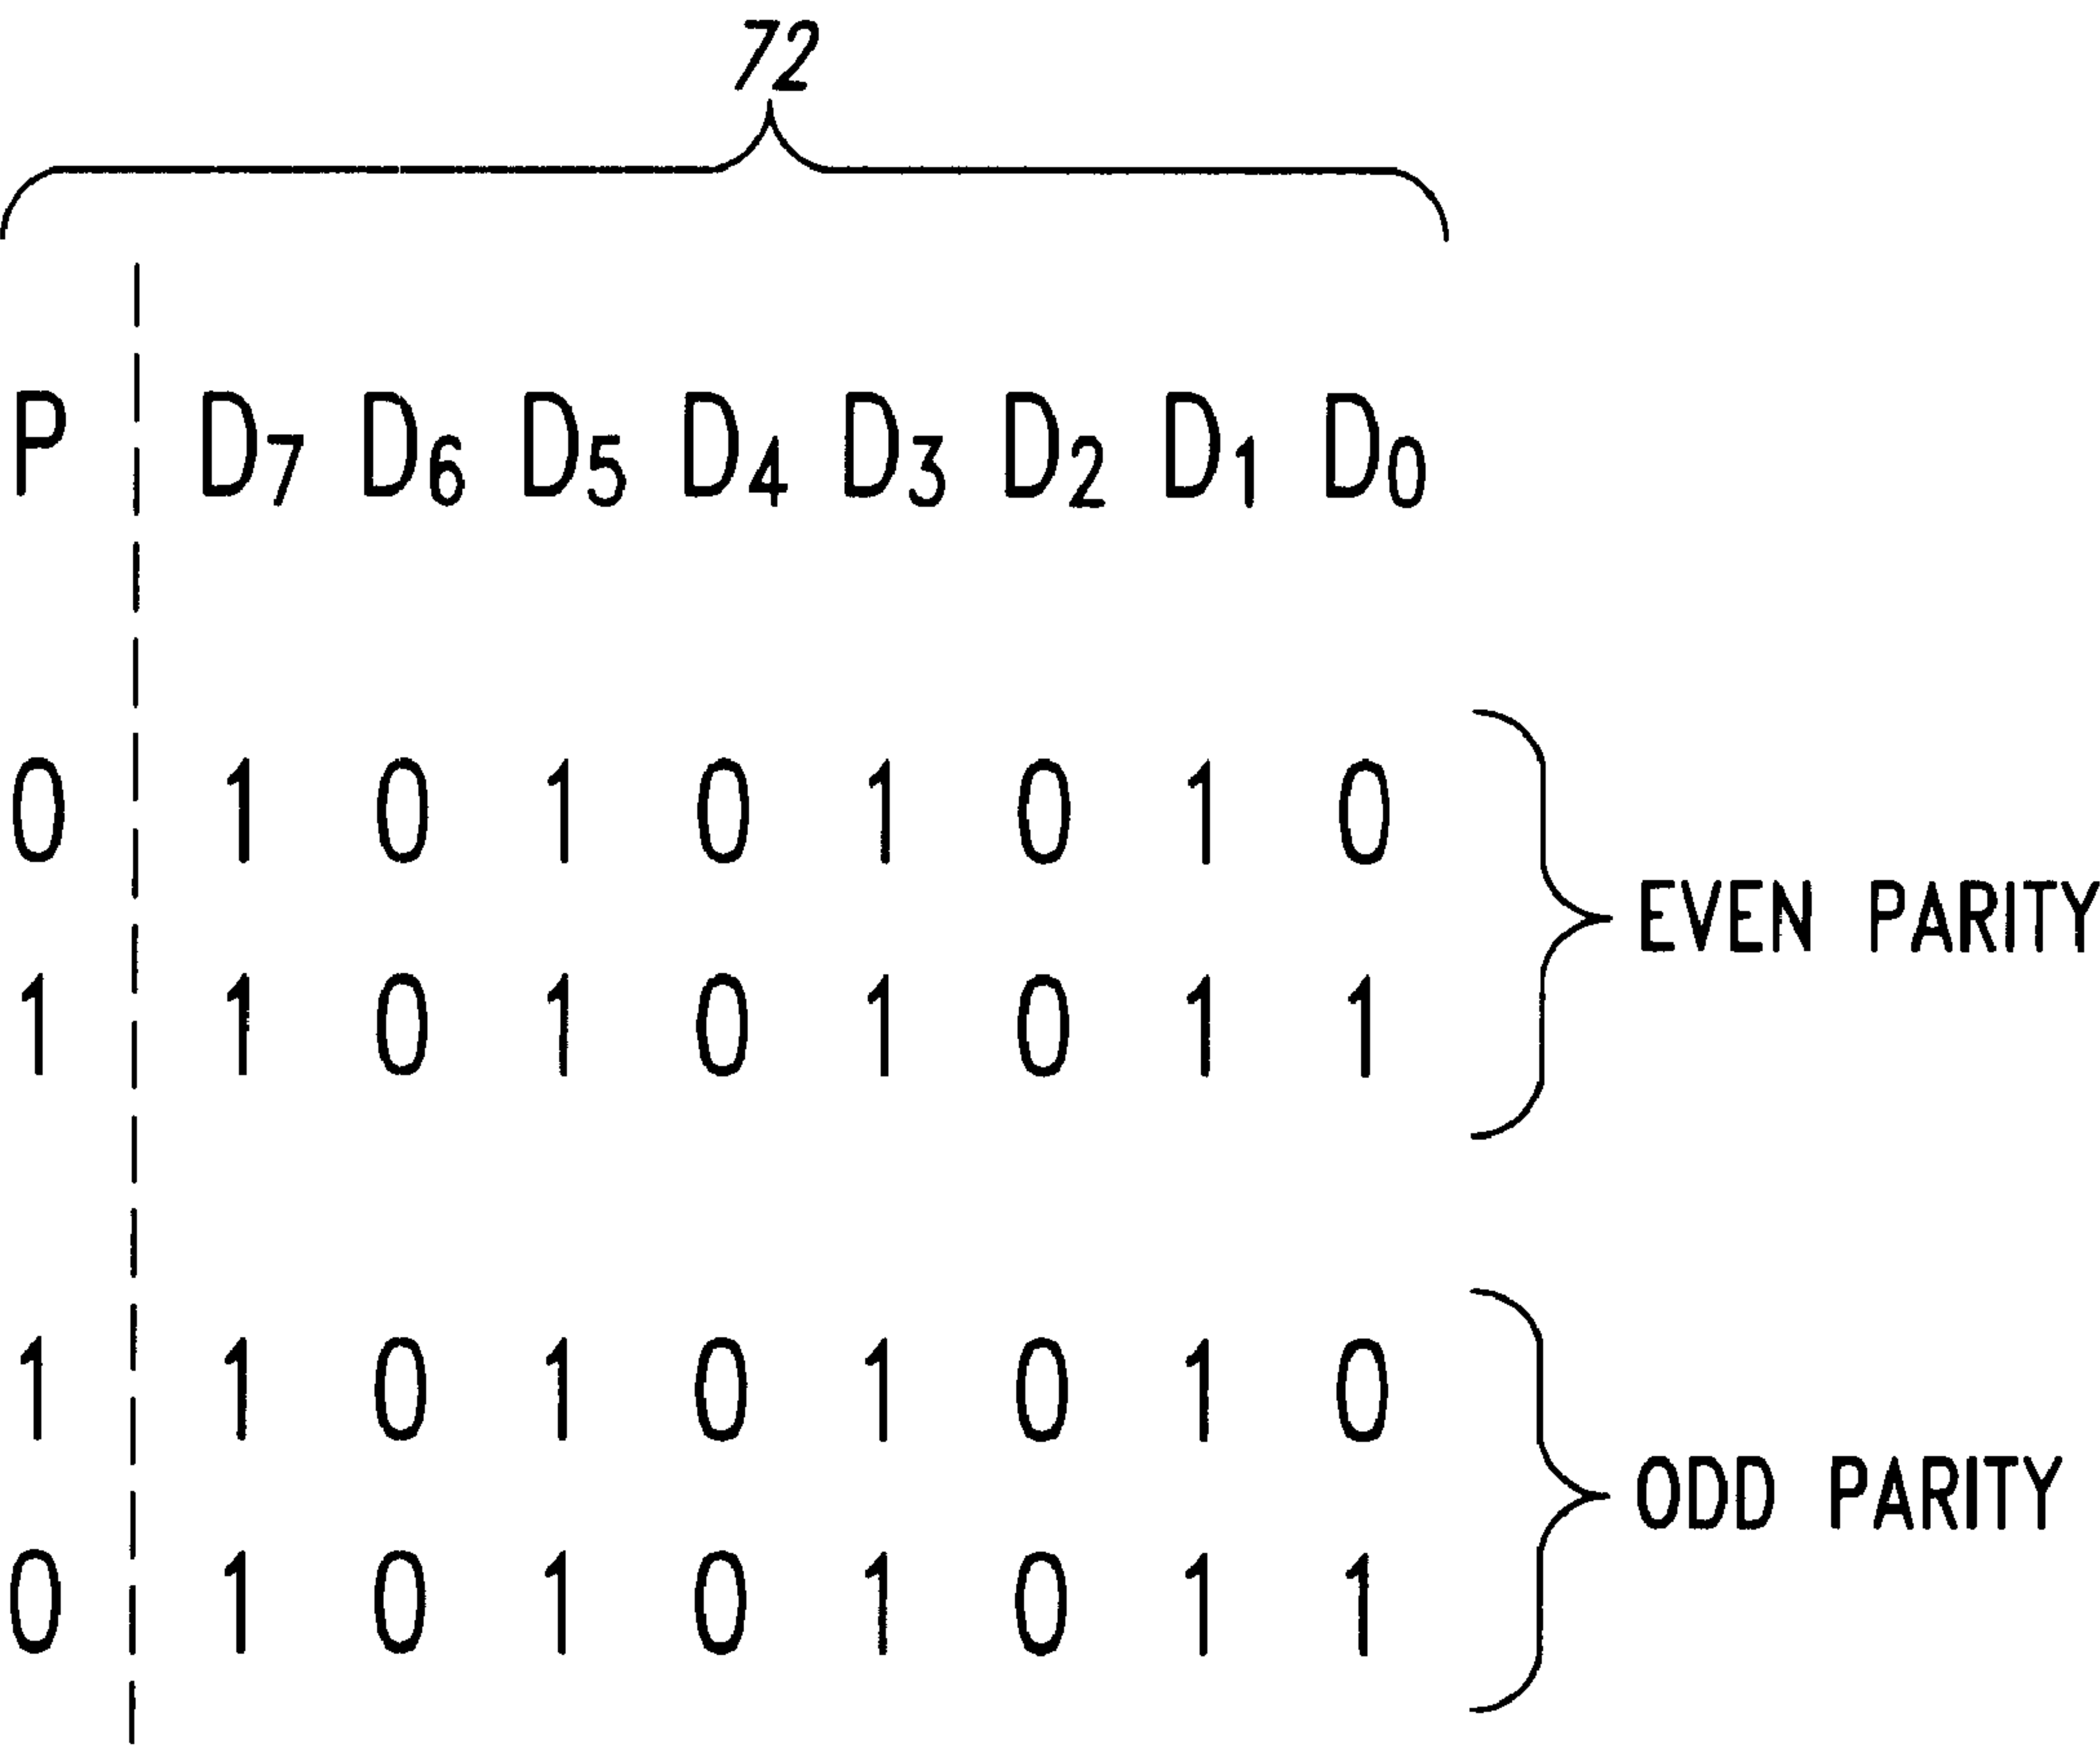 72
P D7 D6 D5 D4 D3 D2 D1 D0
0 1 0 1 0 1 0 1 0
EVEN PARITY
1 1 0 1 0 1 0 1 1
1 1 0 1 0 1 0 1 0
ODD PARITY
0 1 0 1 0 1 0 1 1